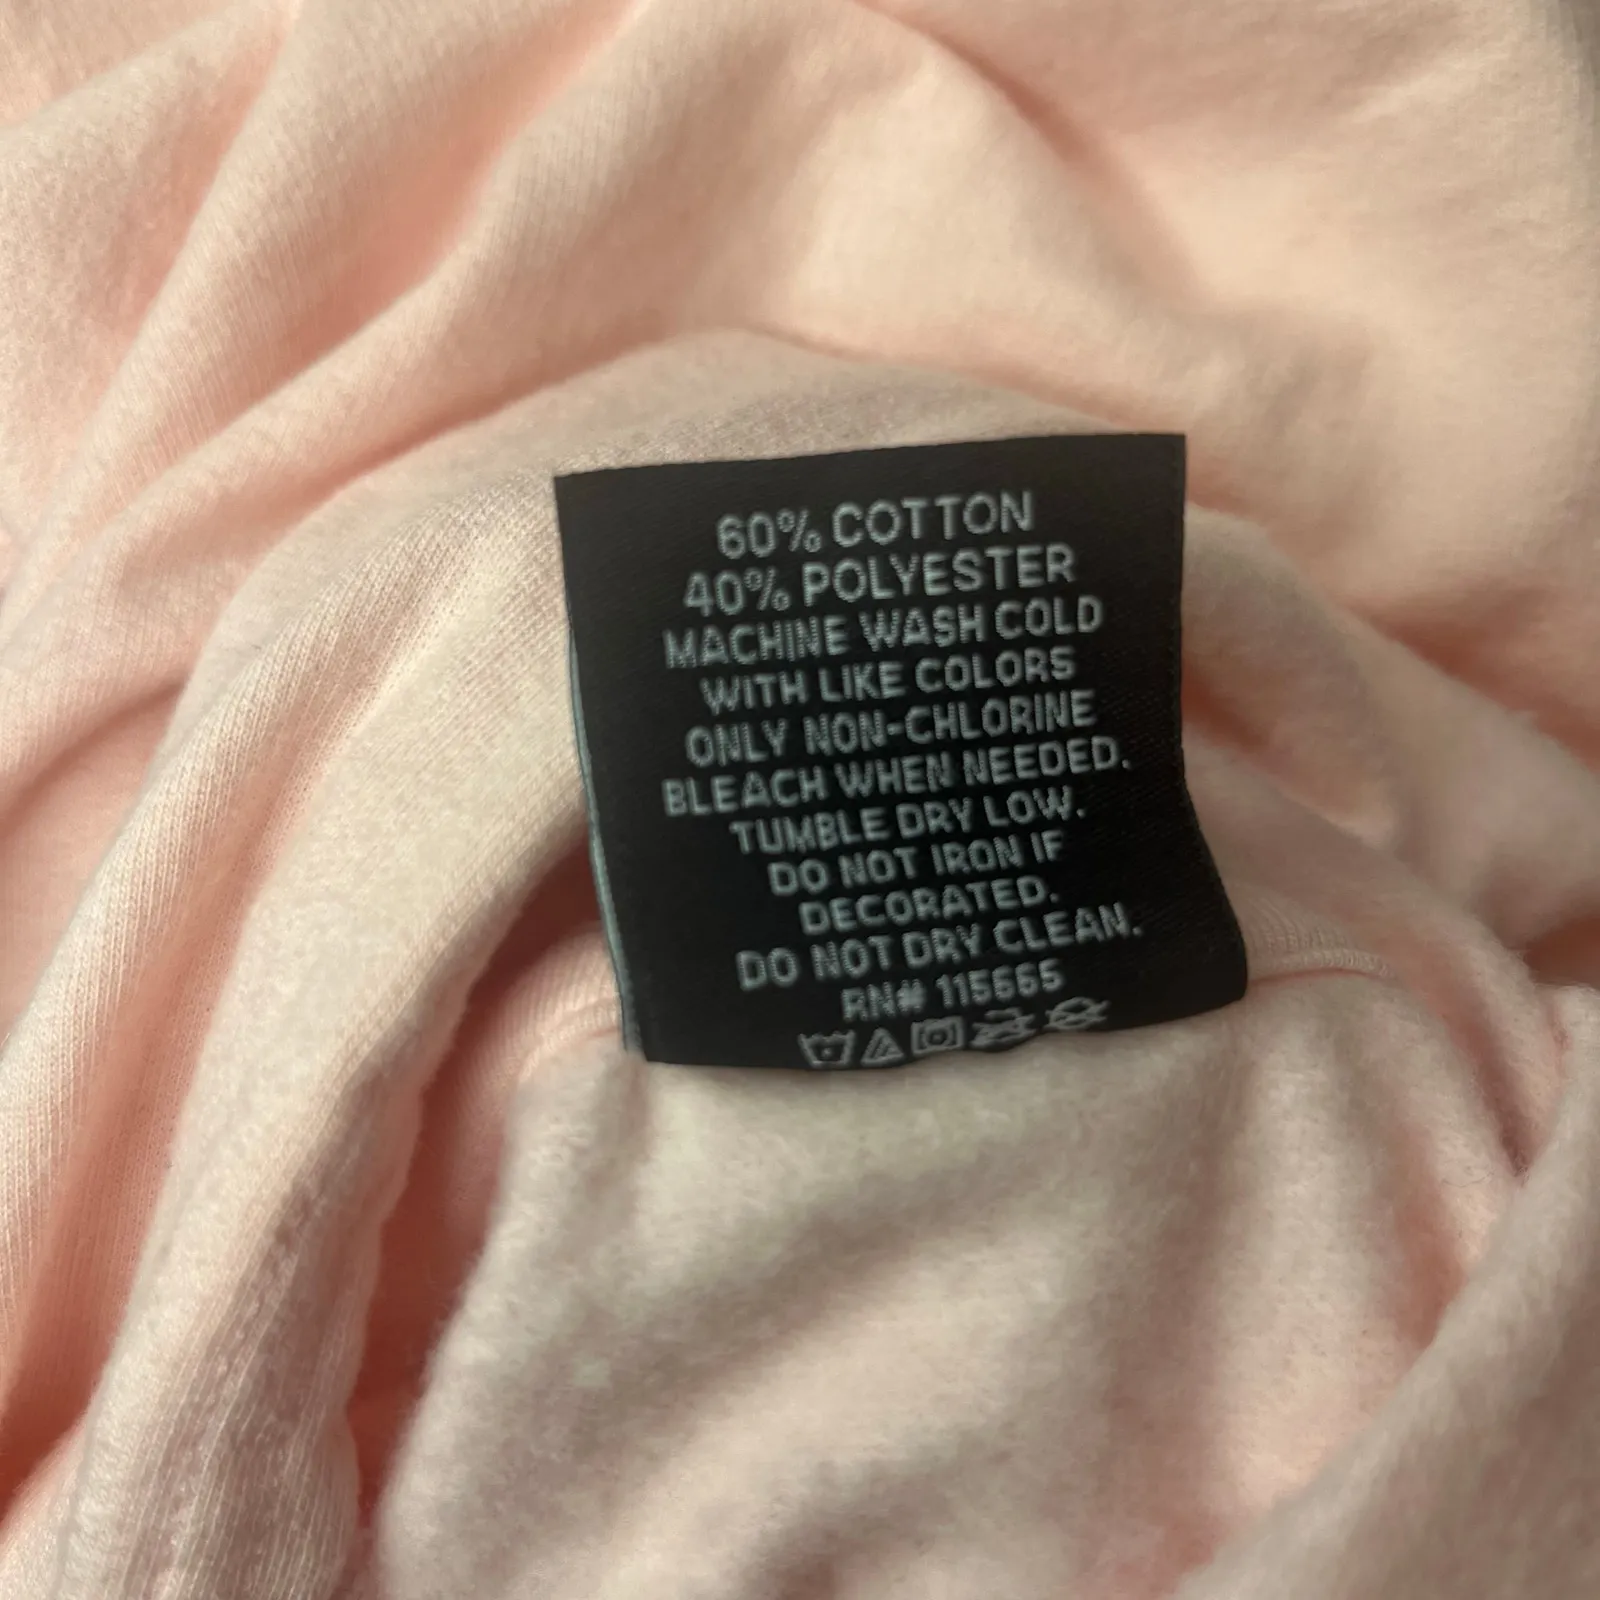 60% COTTON
40% POLYESTER
MACHINE WASH COLD
WITH LIKE COLORS
ONLY NON-CHLORINE
BLEACH WHEN NEEDED.
TUMBLE DRY LOW.
DO NOT IRON IF
DECORATED.
DO NOT DRY CLEAN.
RN# 115665